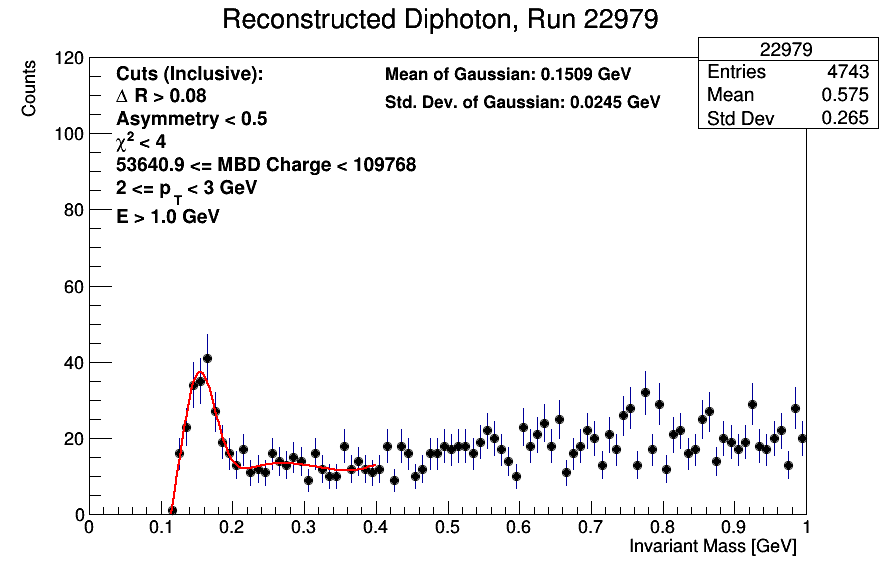 Reconstructed Diphoton, Run 22979
22979
Entries 4743
Mean 0.575
Std Dev 0.265
Cuts (Inclusive):
Δ R > 0.08
Asymmetry < 0.5
χ² < 4
53640.9 <= MBD Charge < 109768
2 <= p_T < 3 GeV
E > 1.0 GeV
Mean of Gaussian: 0.1509 GeV
Std. Dev. of Gaussian: 0.0245 GeV
Counts
120
100
80
60
40
20
0
0 0.1 0.2 0.3 0.4 0.5 0.6 0.7 0.8 0.9 1
Invariant Mass [GeV]